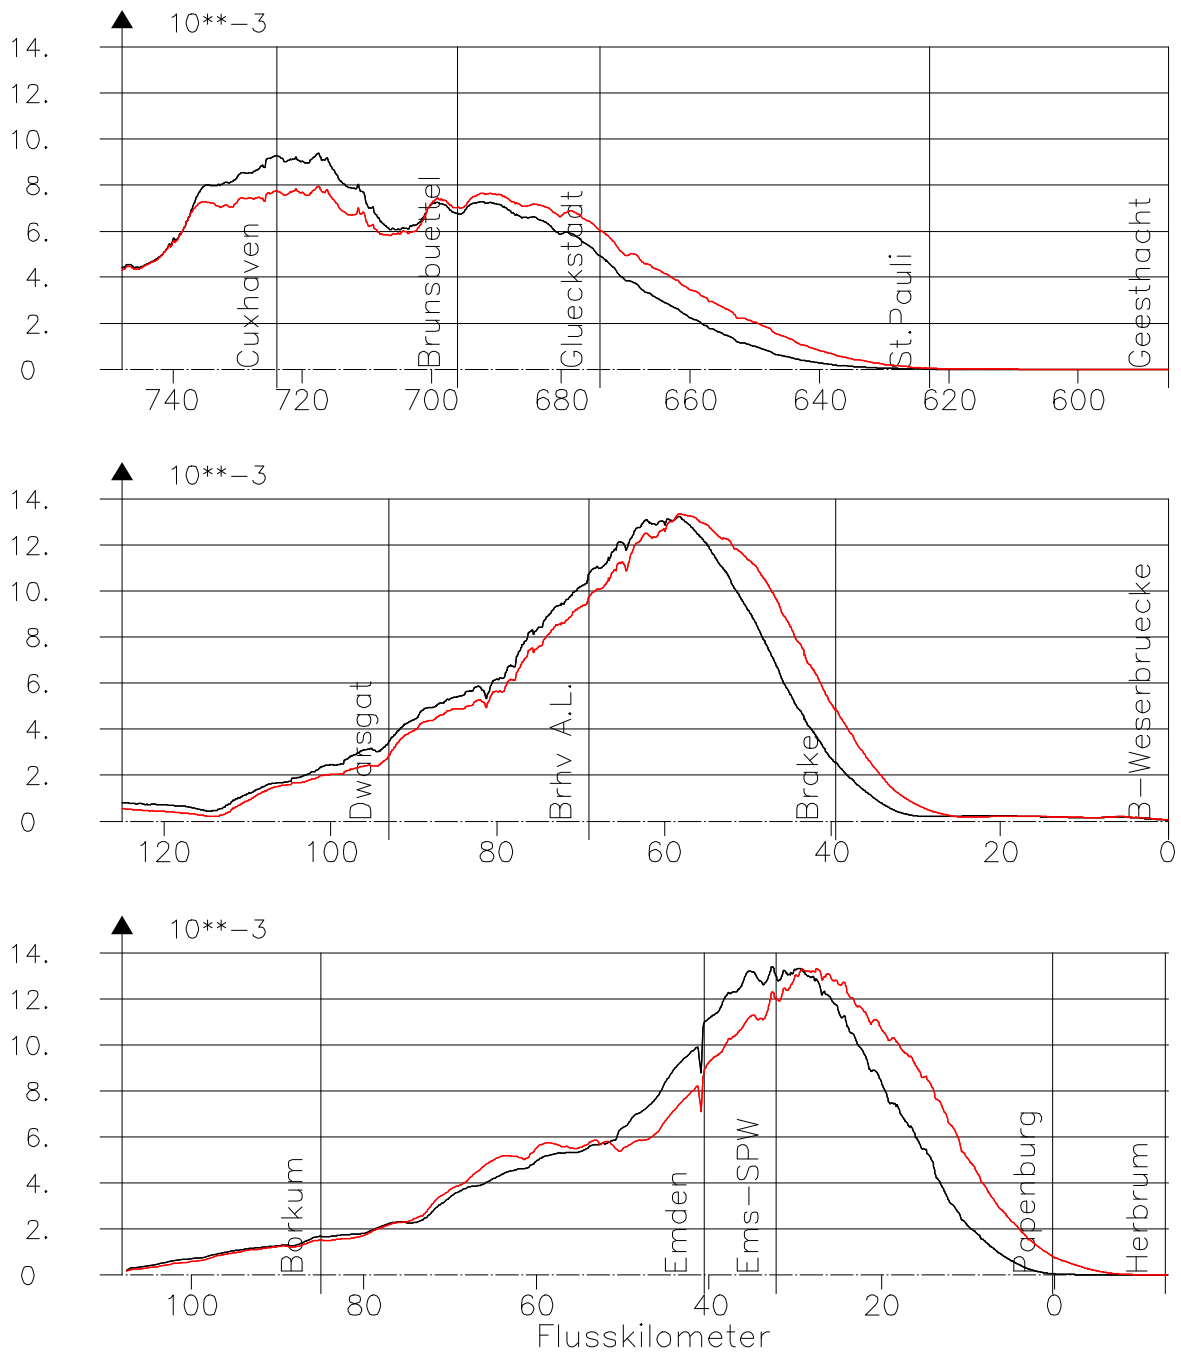 10**-3
14.
12.
10.
8.
6.
4.
2.
0
Cuxhaven
Brunsbuettel
Glueckstadt
St.Pauli
Geesthacht
740 720 700 680 660 640 620 600
10**-3
14.
12.
10.
8.
6.
4.
2.
0
Dwarsgat
Brhv A.L.
Brake
B-Weserbruecke
120 100 80 60 40 20 0
10**-3
14.
12.
10.
8.
6.
4.
2.
0
Borkum
Emden
Ems-SPW
Papenburg
Herbrum
100 80 60 40 20 0
Flusskilometer